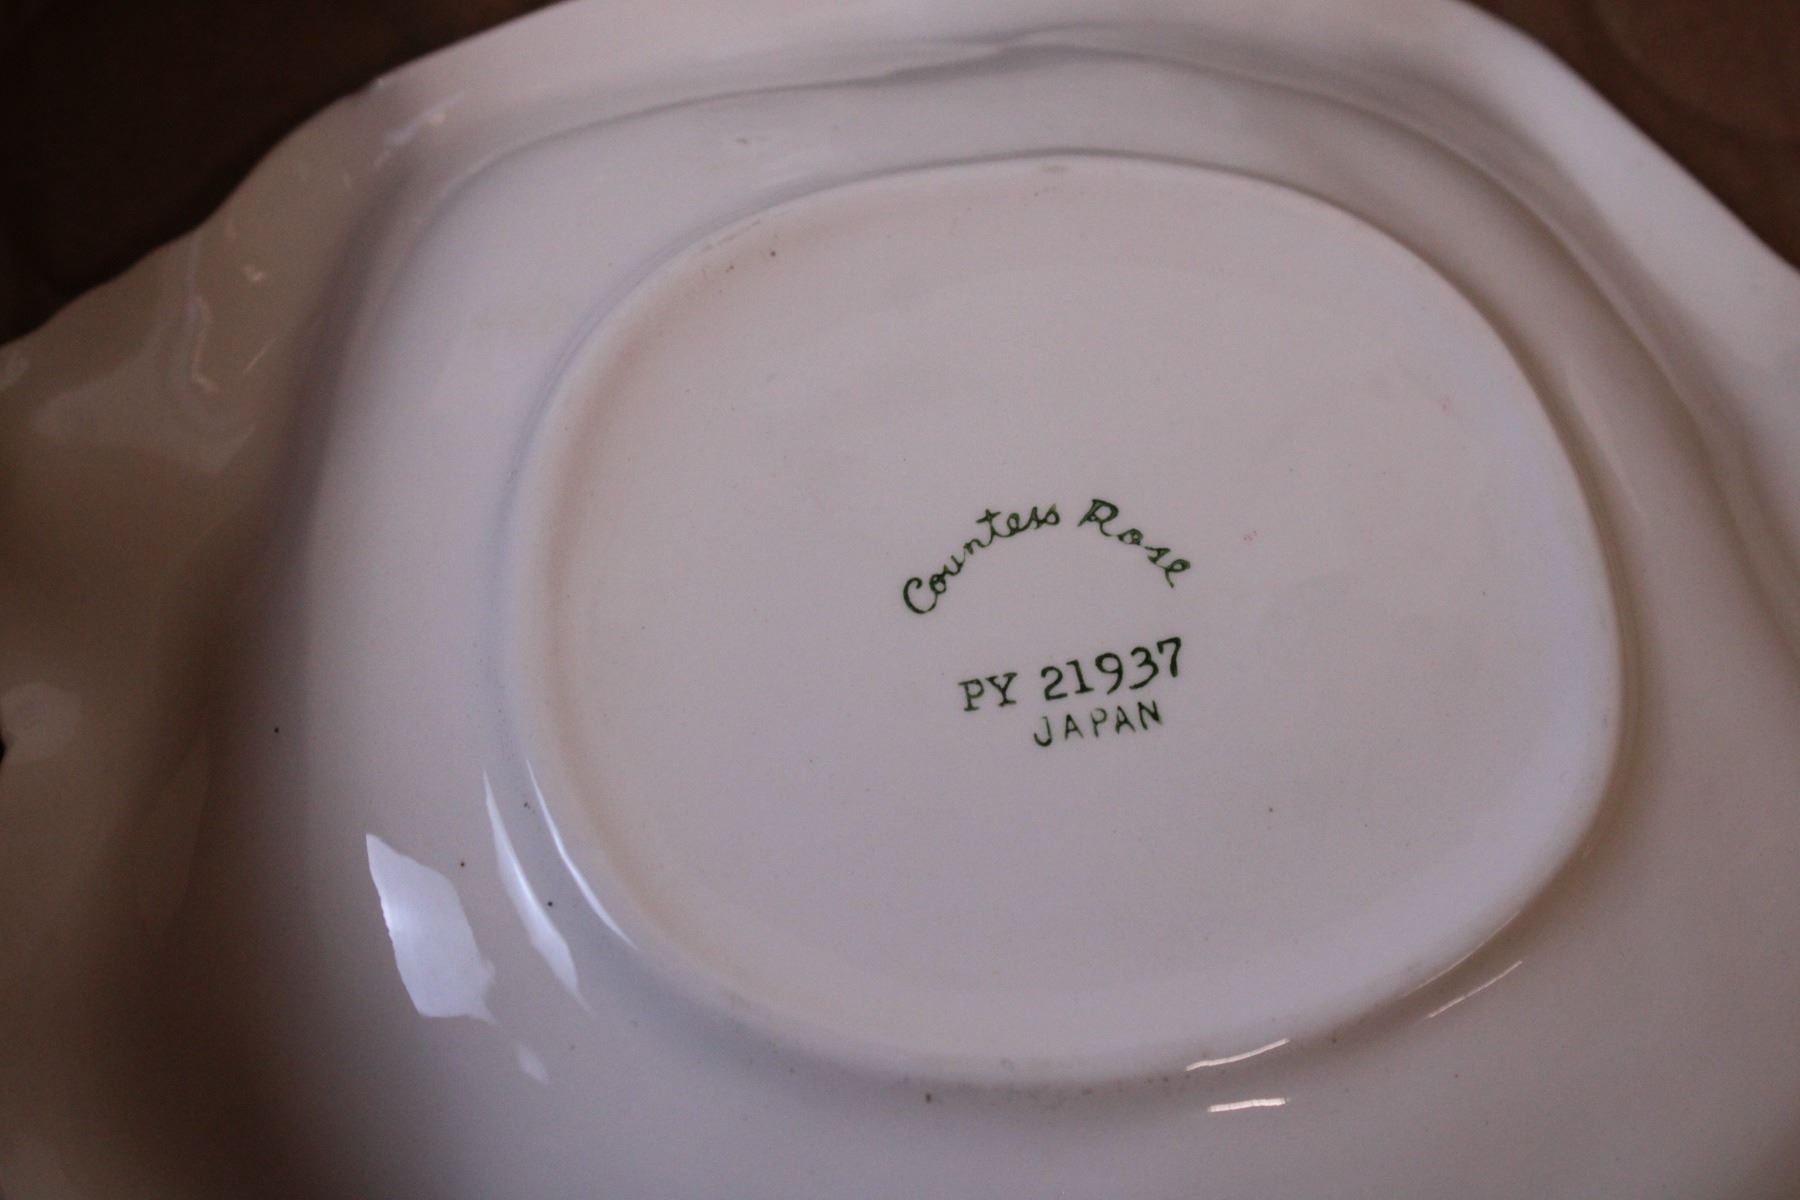 Countess Rose
PY 21937
JAPAN